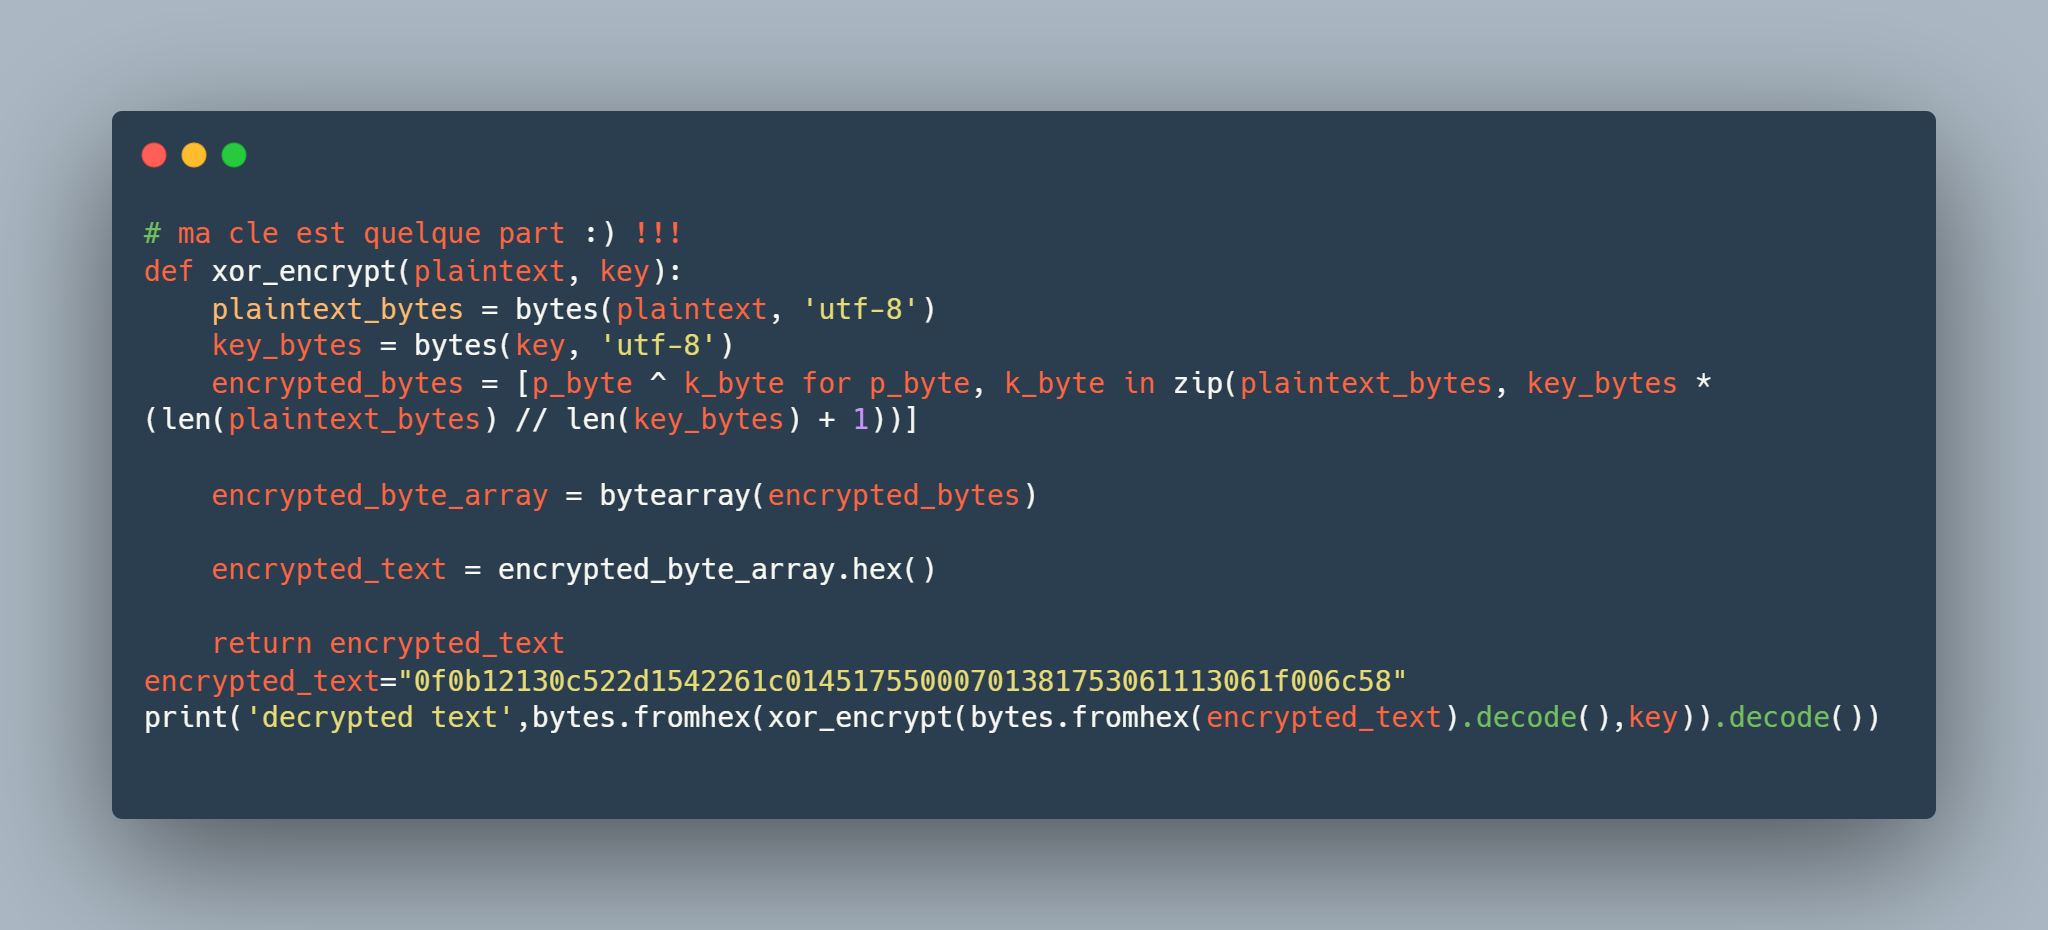 # ma cle est quelque part :) !!!
def xor_encrypt(plaintext, key):
    plaintext_bytes = bytes(plaintext, 'utf-8')
    key_bytes = bytes(key, 'utf-8')
    encrypted_bytes = [p_byte ^ k_byte for p_byte, k_byte in zip(plaintext_bytes, key_bytes *
(len(plaintext_bytes) // len(key_bytes) + 1))]
    encrypted_byte_array = bytearray(encrypted_bytes)
    encrypted_text = encrypted_byte_array.hex()
    return encrypted_text
encrypted_text="0f0b12130c522d1542261c01451755000701381753061113061f006c58"
print('decrypted text',bytes.fromhex(xor_encrypt(bytes.fromhex(encrypted_text).decode(),key)).decode())